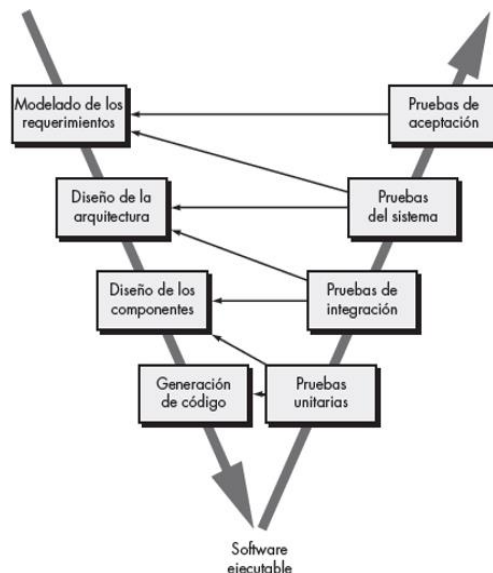 Modelado de los
requerimientos
Pruebas de
aceptación
Diseño de la
arquitectura
Pruebas
del sistema
Diseño de los
componentes
Pruebas de
integración
Generación
de código
Pruebas
unitarias
Software
ejecutable